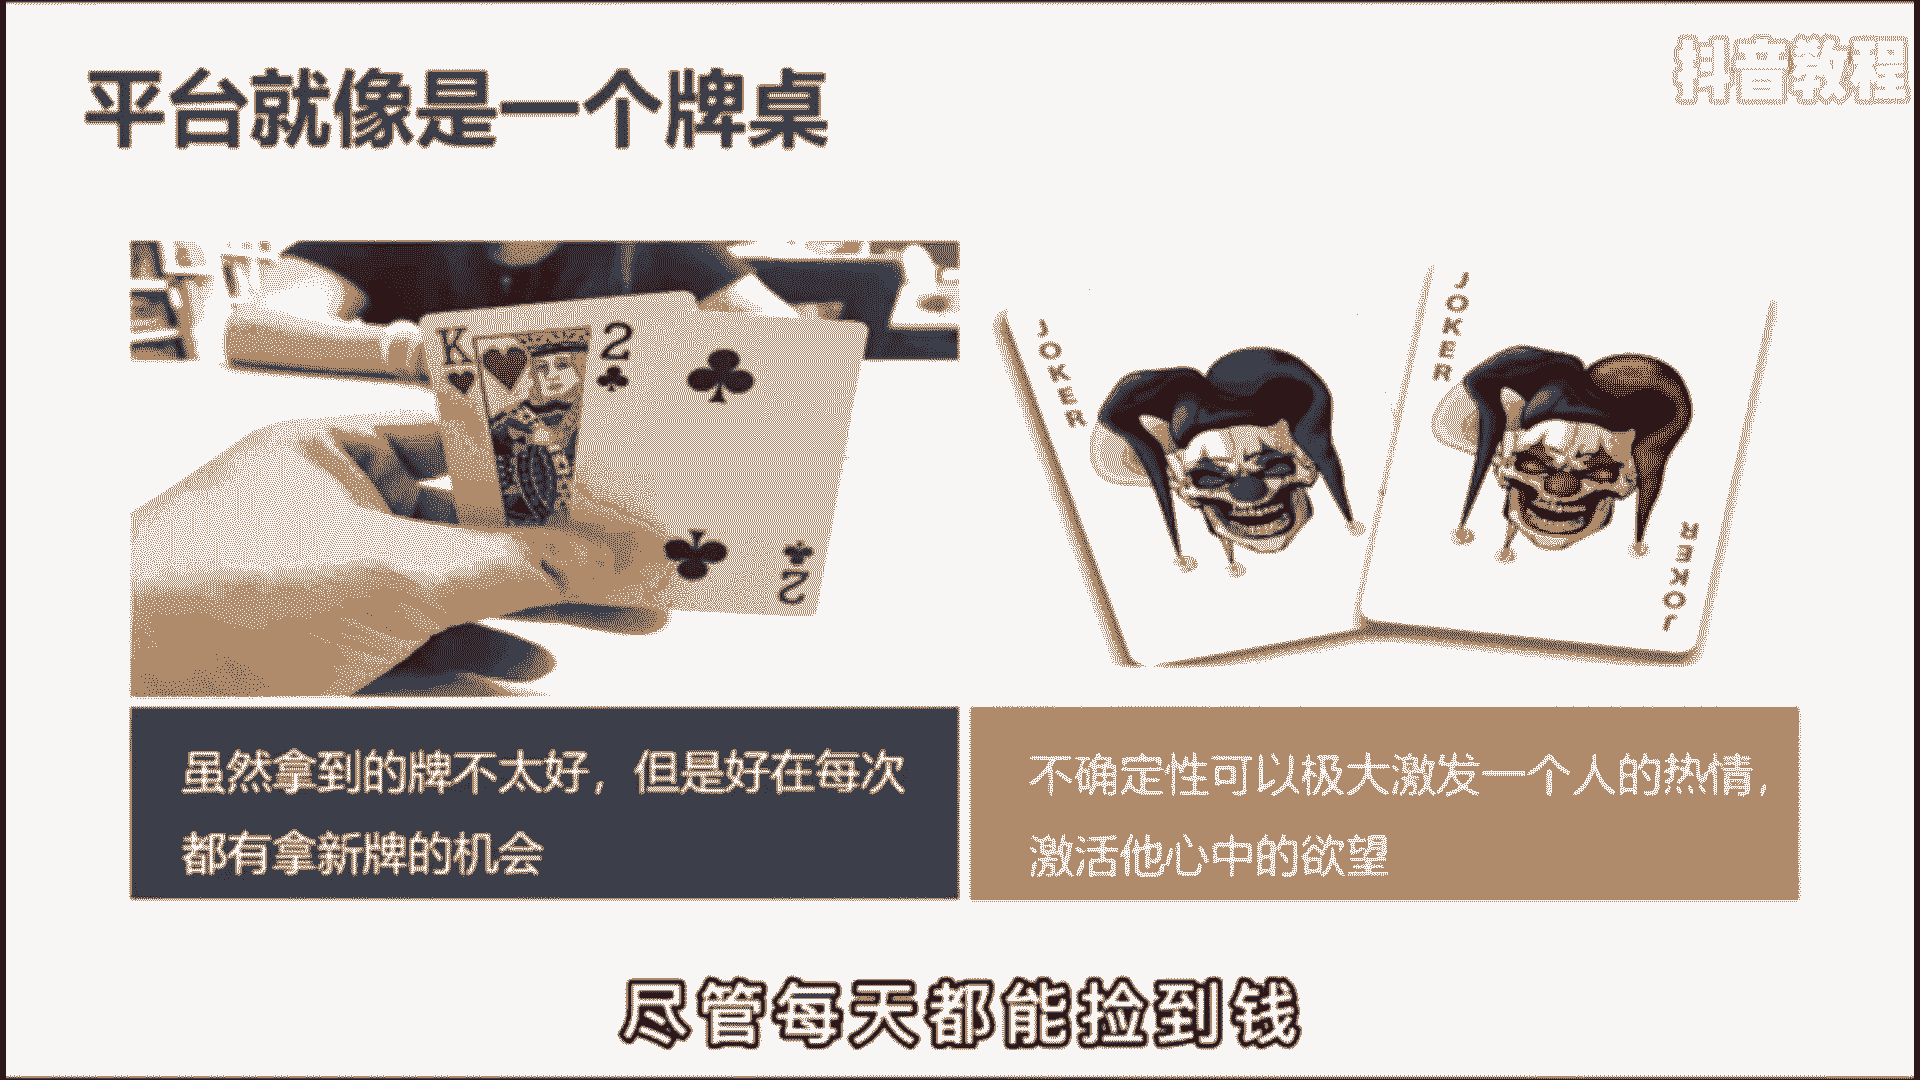 平台就像是一个牌桌
抖音教程
K
2
2
JOKER
JOKER
JOKER
虽然拿到的牌不太好，但是好在每次
都有拿新牌的机会
不确定性可以极大激发一个人的热情，
激活他心中的欲望
尽管每天都能捡到钱